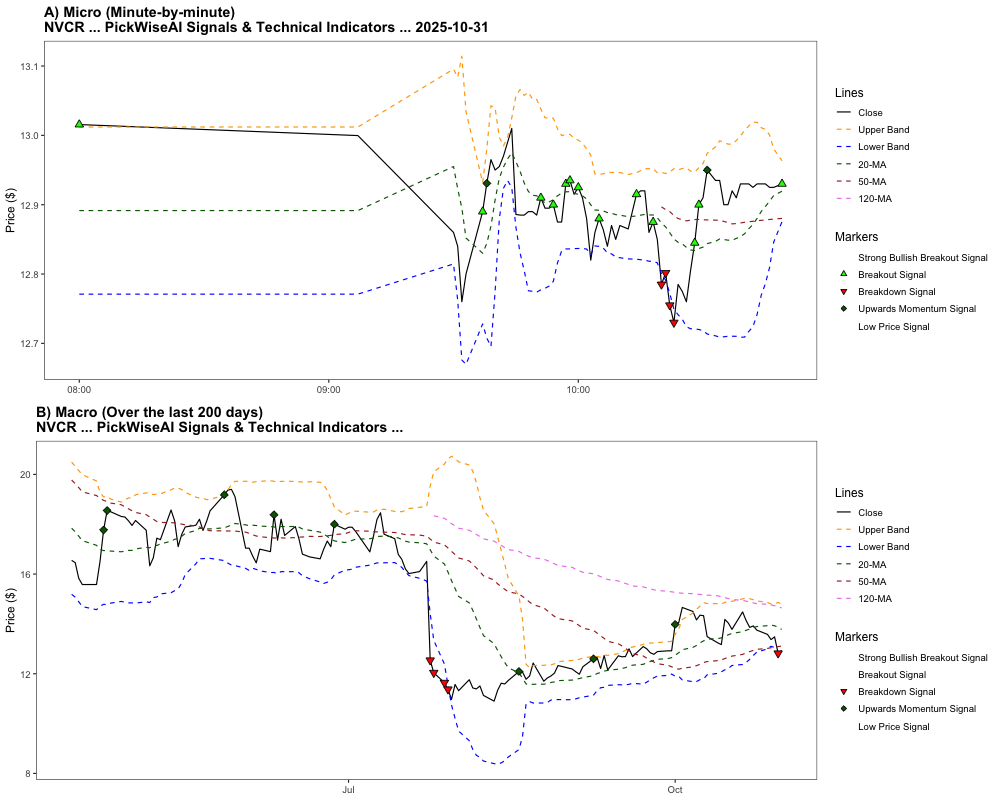 A) Micro (Minute-by-minute)
NVCR ... PickWiseAI Signals & Technical Indicators ... 2025-10-31
Price ($)
13.1
13.0
12.9
12.8
12.7
08:00
09:00
10:00
Lines
Close
Upper Band
Lower Band
20-MA
50-MA
120-MA
Markers
Strong Bullish Breakout Signal
Breakout Signal
Breakdown Signal
Upwards Momentum Signal
Low Price Signal
B) Macro (Over the last 200 days)
NVCR ... PickWiseAI Signals & Technical Indicators ...
Price ($)
20
16
12
8
Jul
Oct
Lines
Close
Upper Band
Lower Band
20-MA
50-MA
120-MA
Markers
Strong Bullish Breakout Signal
Breakout Signal
Breakdown Signal
Upwards Momentum Signal
Low Price Signal